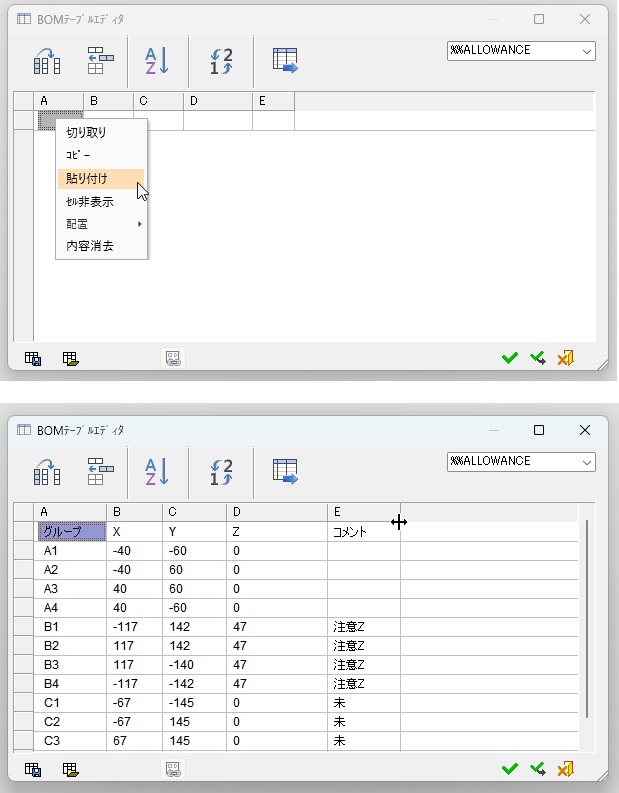 BOMﾃｰﾌﾞﾙｴﾃﾞｨﾀ
A Z
2 1
%%ALLOWANCE
A B C D E
切り取り
ｺﾋﾟｰ
貼り付け
ｾﾙ非表示
配置
内容消去
BOMﾃｰﾌﾞﾙｴﾃﾞｨﾀ
A Z
2 1
%%ALLOWANCE
A B C D E
グループ X Y Z コメント
A1 -40 -60 0
A2 -40 60 0
A3 40 60 0
A4 40 -60 0
B1 -117 142 47 注意Z
B2 117 142 47 注意Z
B3 117 -140 47 注意Z
B4 -117 -142 47 注意Z
C1 -67 -145 0 未
C2 -67 145 0 未
C3 67 145 0 未